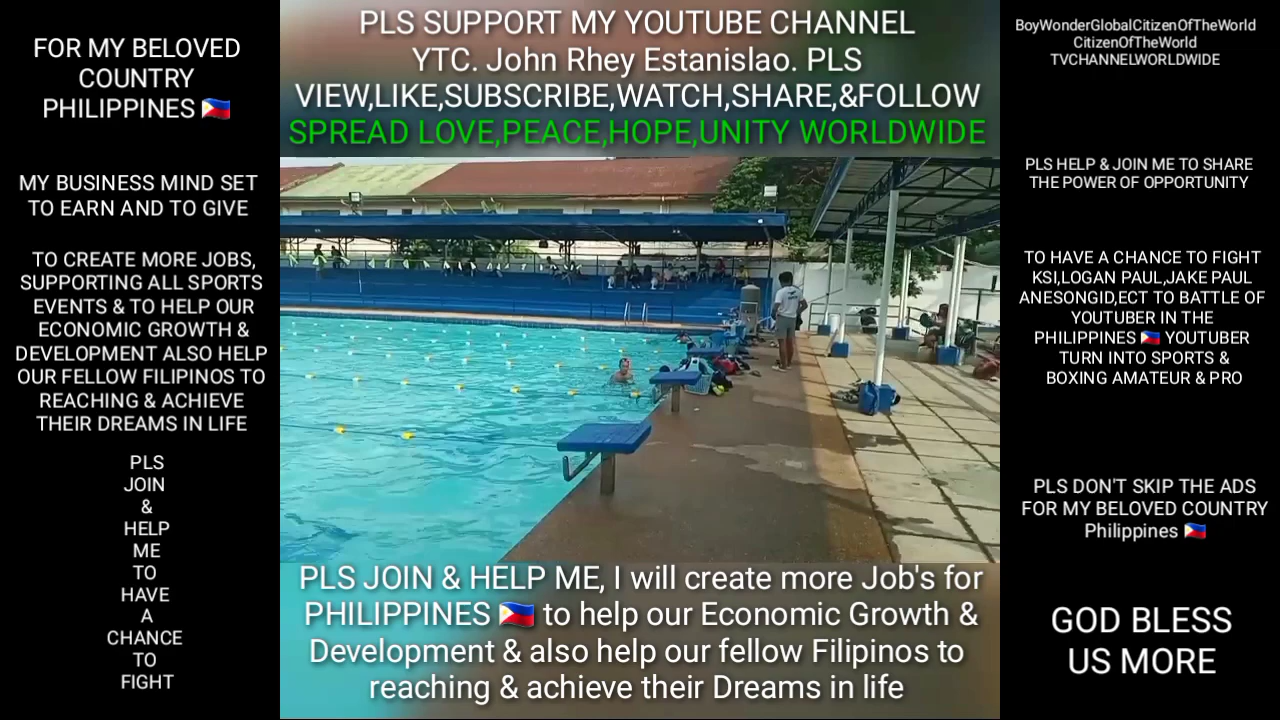 FOR MY BELOVED
COUNTRY
PHILIPPINES 🇵🇭
MY BUSINESS MIND SET
TO EARN AND TO GIVE
TO CREATE MORE JOBS,
SUPPORTING ALL SPORTS
EVENTS & TO HELP OUR
ECONOMIC GROWTH &
DEVELOPMENT ALSO HELP
OUR FELLOW FILIPINOS TO
REACHING & ACHIEVE
THEIR DREAMS IN LIFE
PLS
JOIN
&
HELP
ME
TO
HAVE
A
CHANCE
TO
FIGHT
PLS SUPPORT MY YOUTUBE CHANNEL
YTC. John Rhey Estanislao. PLS
VIEW,LIKE,SUBSCRIBE,WATCH,SHARE,&FOLLOW
SPREAD LOVE,PEACE,HOPE,UNITY WORLDWIDE
PLS JOIN & HELP ME, I will create more Job's for
PHILIPPINES 🇵🇭 to help our Economic Growth &
Development & also help our fellow Filipinos to
reaching & achieve their Dreams in life
BoyWonderGlobalCitizenOfTheWorld
CitizenOfTheWorld
TVCHANNELWORLDWIDE
PLS HELP & JOIN ME TO SHARE
THE POWER OF OPPORTUNITY
TO HAVE A CHANCE TO FIGHT
KSI,LOGAN PAUL,JAKE PAUL
ANESONGID,ECT TO BATTLE OF
YOUTUBER IN THE
PHILIPPINES 🇵🇭 YOUTUBER
TURN INTO SPORTS &
BOXING AMATEUR & PRO
PLS DON'T SKIP THE ADS
FOR MY BELOVED COUNTRY
Philippines 🇵🇭
GOD BLESS
US MORE